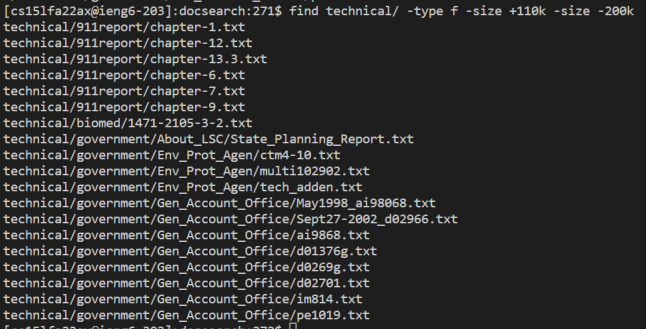 [cs15lfa22ax@ieng6-203]:docsearch:271$ find technical/ -type f -size +110k -size -200k
technical/911report/chapter-1.txt
technical/911report/chapter-12.txt
technical/911report/chapter-13.3.txt
technical/911report/chapter-6.txt
technical/911report/chapter-7.txt
technical/911report/chapter-9.txt
technical/biomed/1471-2105-3-2.txt
technical/government/About_LSC/State_Planning_Report.txt
technical/government/Env_Prot_Agen/ctm4-10.txt
technical/government/Env_Prot_Agen/multi102902.txt
technical/government/Env_Prot_Agen/tech_adden.txt
technical/government/Gen_Account_Office/May1998_ai98068.txt
technical/government/Gen_Account_Office/Sept27-2002_d02966.txt
technical/government/Gen_Account_Office/ai9868.txt
technical/government/Gen_Account_Office/d01376g.txt
technical/government/Gen_Account_Office/d0269g.txt
technical/government/Gen_Account_Office/d02701.txt
technical/government/Gen_Account_Office/im814.txt
technical/government/Gen_Account_Office/pe1019.txt
[cs15lfa22ax@ieng6-203]:docsearch:272$